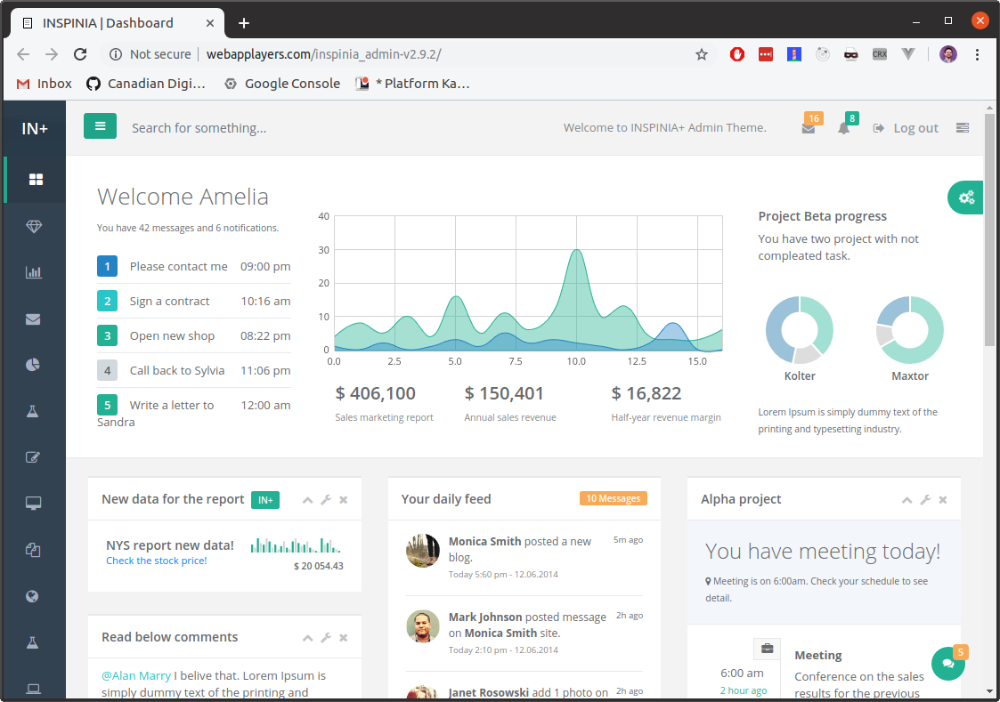 INSPINIA | Dashboard
Not secure
webapplayers.com/inspinia_admin-v2.9.2/
CRX
Inbox
Canadian Digi...
Google Console
* Platform Ka...
IN+
Search for something...
Welcome to INSPINIA+ Admin Theme.
16
8
Log out
Welcome Amelia
You have 42 messages and 6 notifications.
1 Please contact me 09:00 pm
2 Sign a contract 10:16 am
3 Open new shop 08:22 pm
4 Call back to Sylvia 11:06 pm
5 Write a letter to 12:00 am
Sandra
40
30
20
10
0
0.0 2.5 5.0 7.5 10.0 12.5 15.0
$ 406,100
Sales marketing report
$ 150,401
Annual sales revenue
$ 16,822
Half-year revenue margin
Project Beta progress
You have two project with not
compleated task.
Kolter
Maxtor
Lorem Ipsum is simply dummy text of the
printing and typesetting industry.
New data for the report IN+
NYS report new data!
Check the stock price!
$ 20 054.43
Read below comments
@Alan Marry I belive that. Lorem Ipsum is
simply dummy text of the printing and
Your daily feed
10 Messages
Monica Smith posted a new
blog.
5m ago
Today 5:60 pm - 12.06.2014
Mark Johnson posted message
on Monica Smith site.
2h ago
Today 2:10 pm - 12.06.2014
Janet Rosowski add 1 photo on
2h ago
Alpha project
You have meeting today!
Meeting is on 6:00am. Check your schedule to see
detail.
6:00 am
2 hour ago
Meeting
Conference on the sales
results for the previous
5